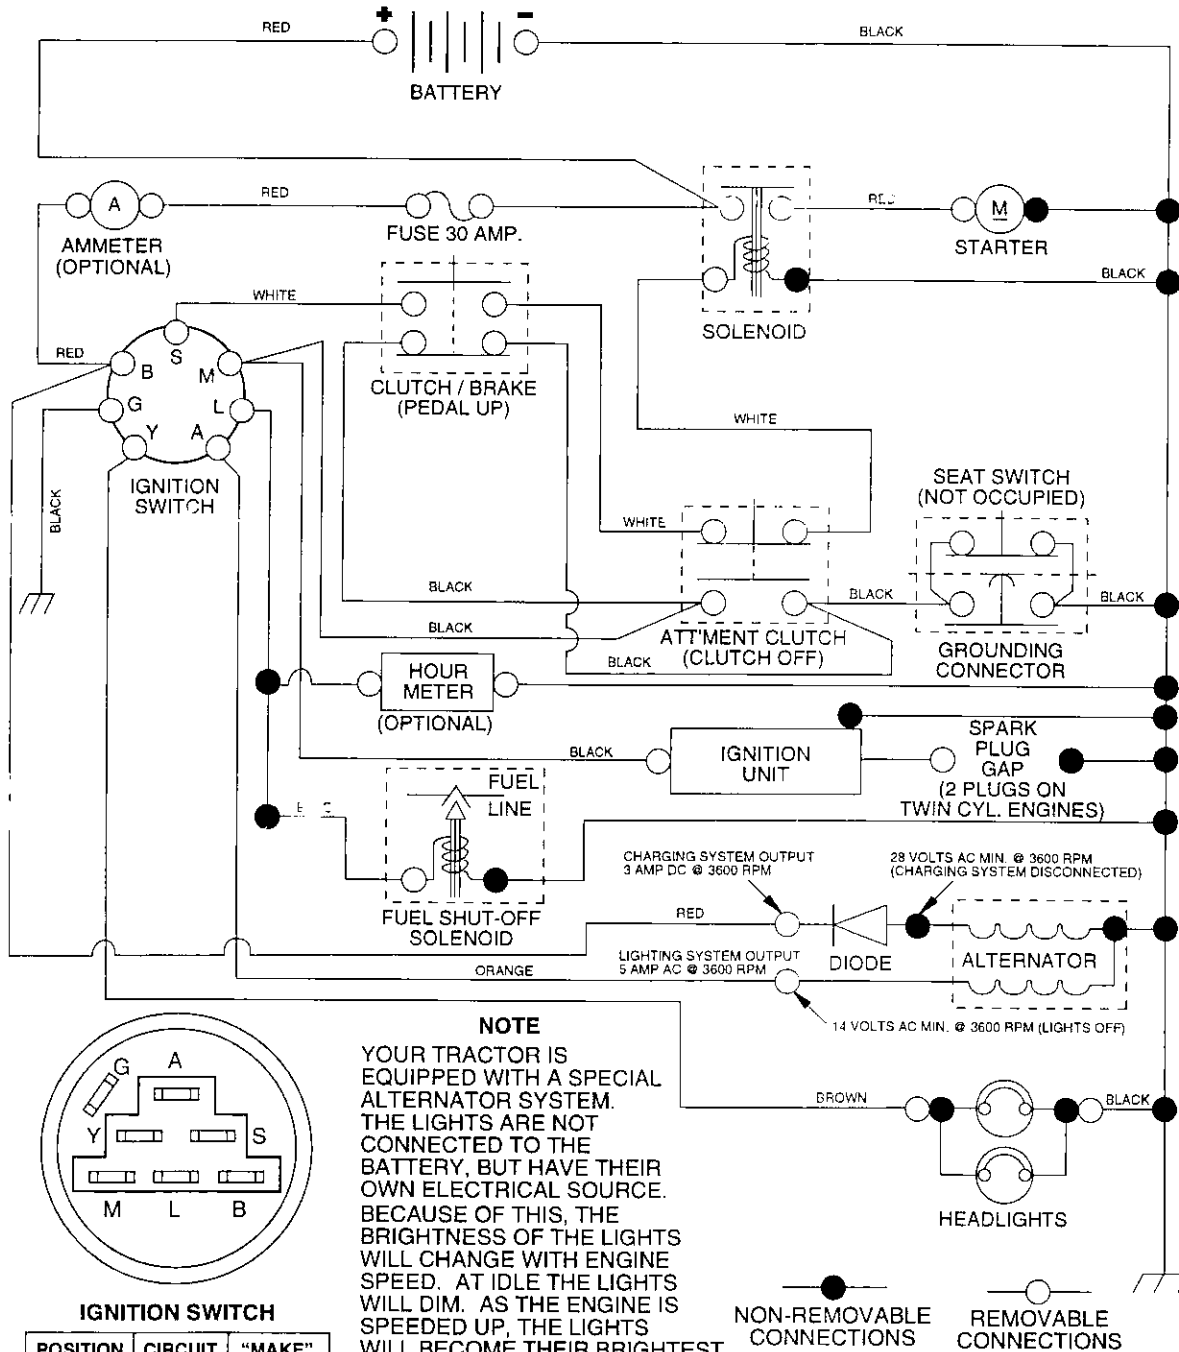 + -
RED
BLACK
BATTERY
RED
RED
A
M
AMMETER
(OPTIONAL)
FUSE 30 AMP.
STARTER
BLACK
WHITE
SOLENOID
RED
S
B
M
G
L
Y
A
CLUTCH / BRAKE
(PEDAL UP)
WHITE
IGNITION
SWITCH
BLACK
SEAT SWITCH
(NOT OCCUPIED)
WHITE
BLACK
BLACK
BLACK
BLACK
ATT'MENT CLUTCH
(CLUTCH OFF)
BLACK
GROUNDING
CONNECTOR
HOUR
METER
(OPTIONAL)
BLACK
IGNITION
UNIT
SPARK
PLUG
GAP
(2 PLUGS ON
TWIN CYL. ENGINES)
FUEL
LINE
FUEL SHUT-OFF
SOLENOID
CHARGING SYSTEM OUTPUT
3 AMP DC @ 3600 RPM
28 VOLTS AC MIN. @ 3600 RPM
(CHARGING SYSTEM DISCONNECTED)
RED
DIODE
ALTERNATOR
LIGHTING SYSTEM OUTPUT
5 AMP AC @ 3600 RPM
ORANGE
14 VOLTS AC MIN. @ 3600 RPM (LIGHTS OFF)
BROWN
BLACK
HEADLIGHTS
G
A
Y
S
M
L
B
IGNITION SWITCH
POSITION CIRCUIT "MAKE"
NOTE
YOUR TRACTOR IS
EQUIPPED WITH A SPECIAL
ALTERNATOR SYSTEM.
THE LIGHTS ARE NOT
CONNECTED TO THE
BATTERY, BUT HAVE THEIR
OWN ELECTRICAL SOURCE.
BECAUSE OF THIS, THE
BRIGHTNESS OF THE LIGHTS
WILL CHANGE WITH ENGINE
SPEED. AT IDLE THE LIGHTS
WILL DIM. AS THE ENGINE IS
SPEEDED UP, THE LIGHTS
WILL BECOME THEIR BRIGHTEST
NON-REMOVABLE
CONNECTIONS
REMOVABLE
CONNECTIONS